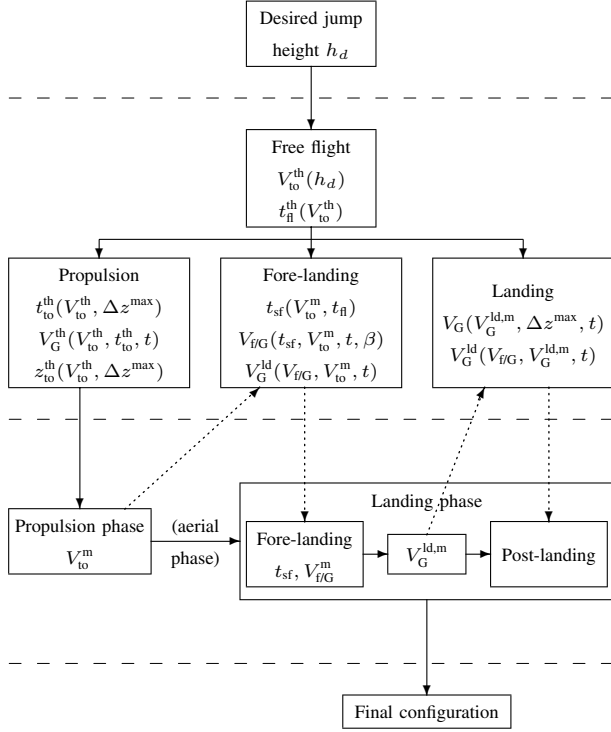 Desired jump
height h_d
Free flight
V_to^th(h_d)
t_fl^th(V_to^th)
Propulsion
t_to^th(V_to^th, Δz^max)
V_G^th(V_to^th, t_to^th, t)
z_to^th(V_to^th, Δz^max)
Fore-landing
t_sf(V_to^m, t_fl)
V_f/G(t_sf, V_to^m, t, β)
V_G^ld(V_f/G, V_to^m, t)
Landing
V_G(V_G^ld,m, Δz^max, t)
V_G^ld(V_f/G, V_G^ld,m, t)
Propulsion phase
V_to^m
(aerial
phase)
Landing phase
Fore-landing
t_sf, V_f/G^m
V_G^ld,m
Post-landing
Final configuration